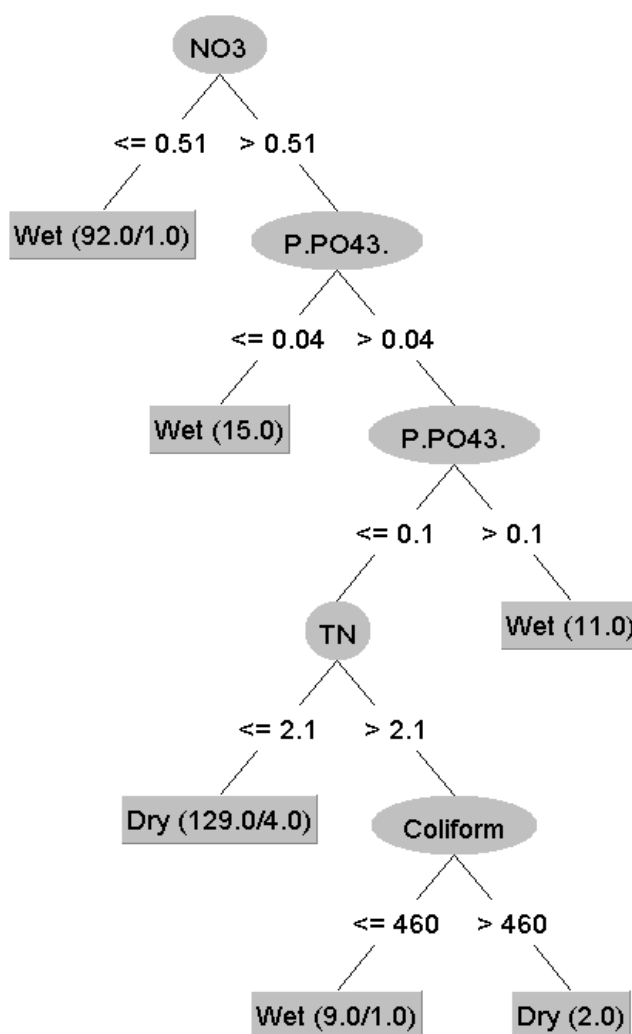 NO3
<= 0.51 > 0.51
Wet (92.0/1.0)
P.PO43.
<= 0.04 > 0.04
Wet (15.0)
P.PO43.
<= 0.1 > 0.1
TN
Wet (11.0)
<= 2.1 > 2.1
Dry (129.0/4.0)
Coliform
<= 460 > 460
Wet (9.0/1.0)
Dry (2.0)